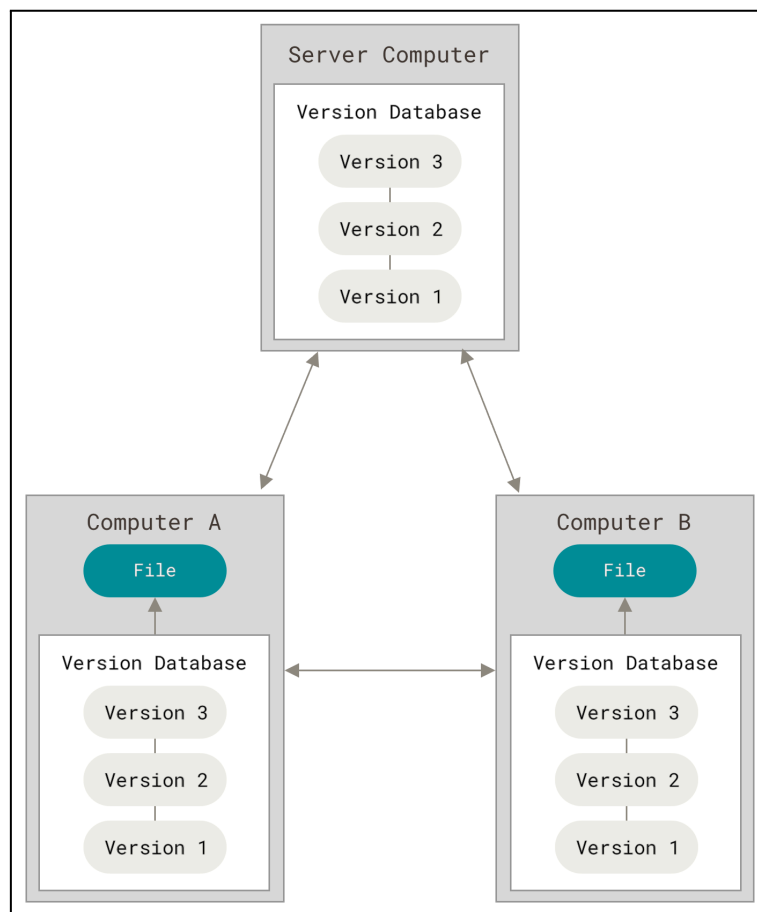 Server Computer
Version Database
Version 3
Version 2
Version 1
Computer A
File
Version Database
Version 3
Version 2
Version 1
Computer B
File
Version Database
Version 3
Version 2
Version 1